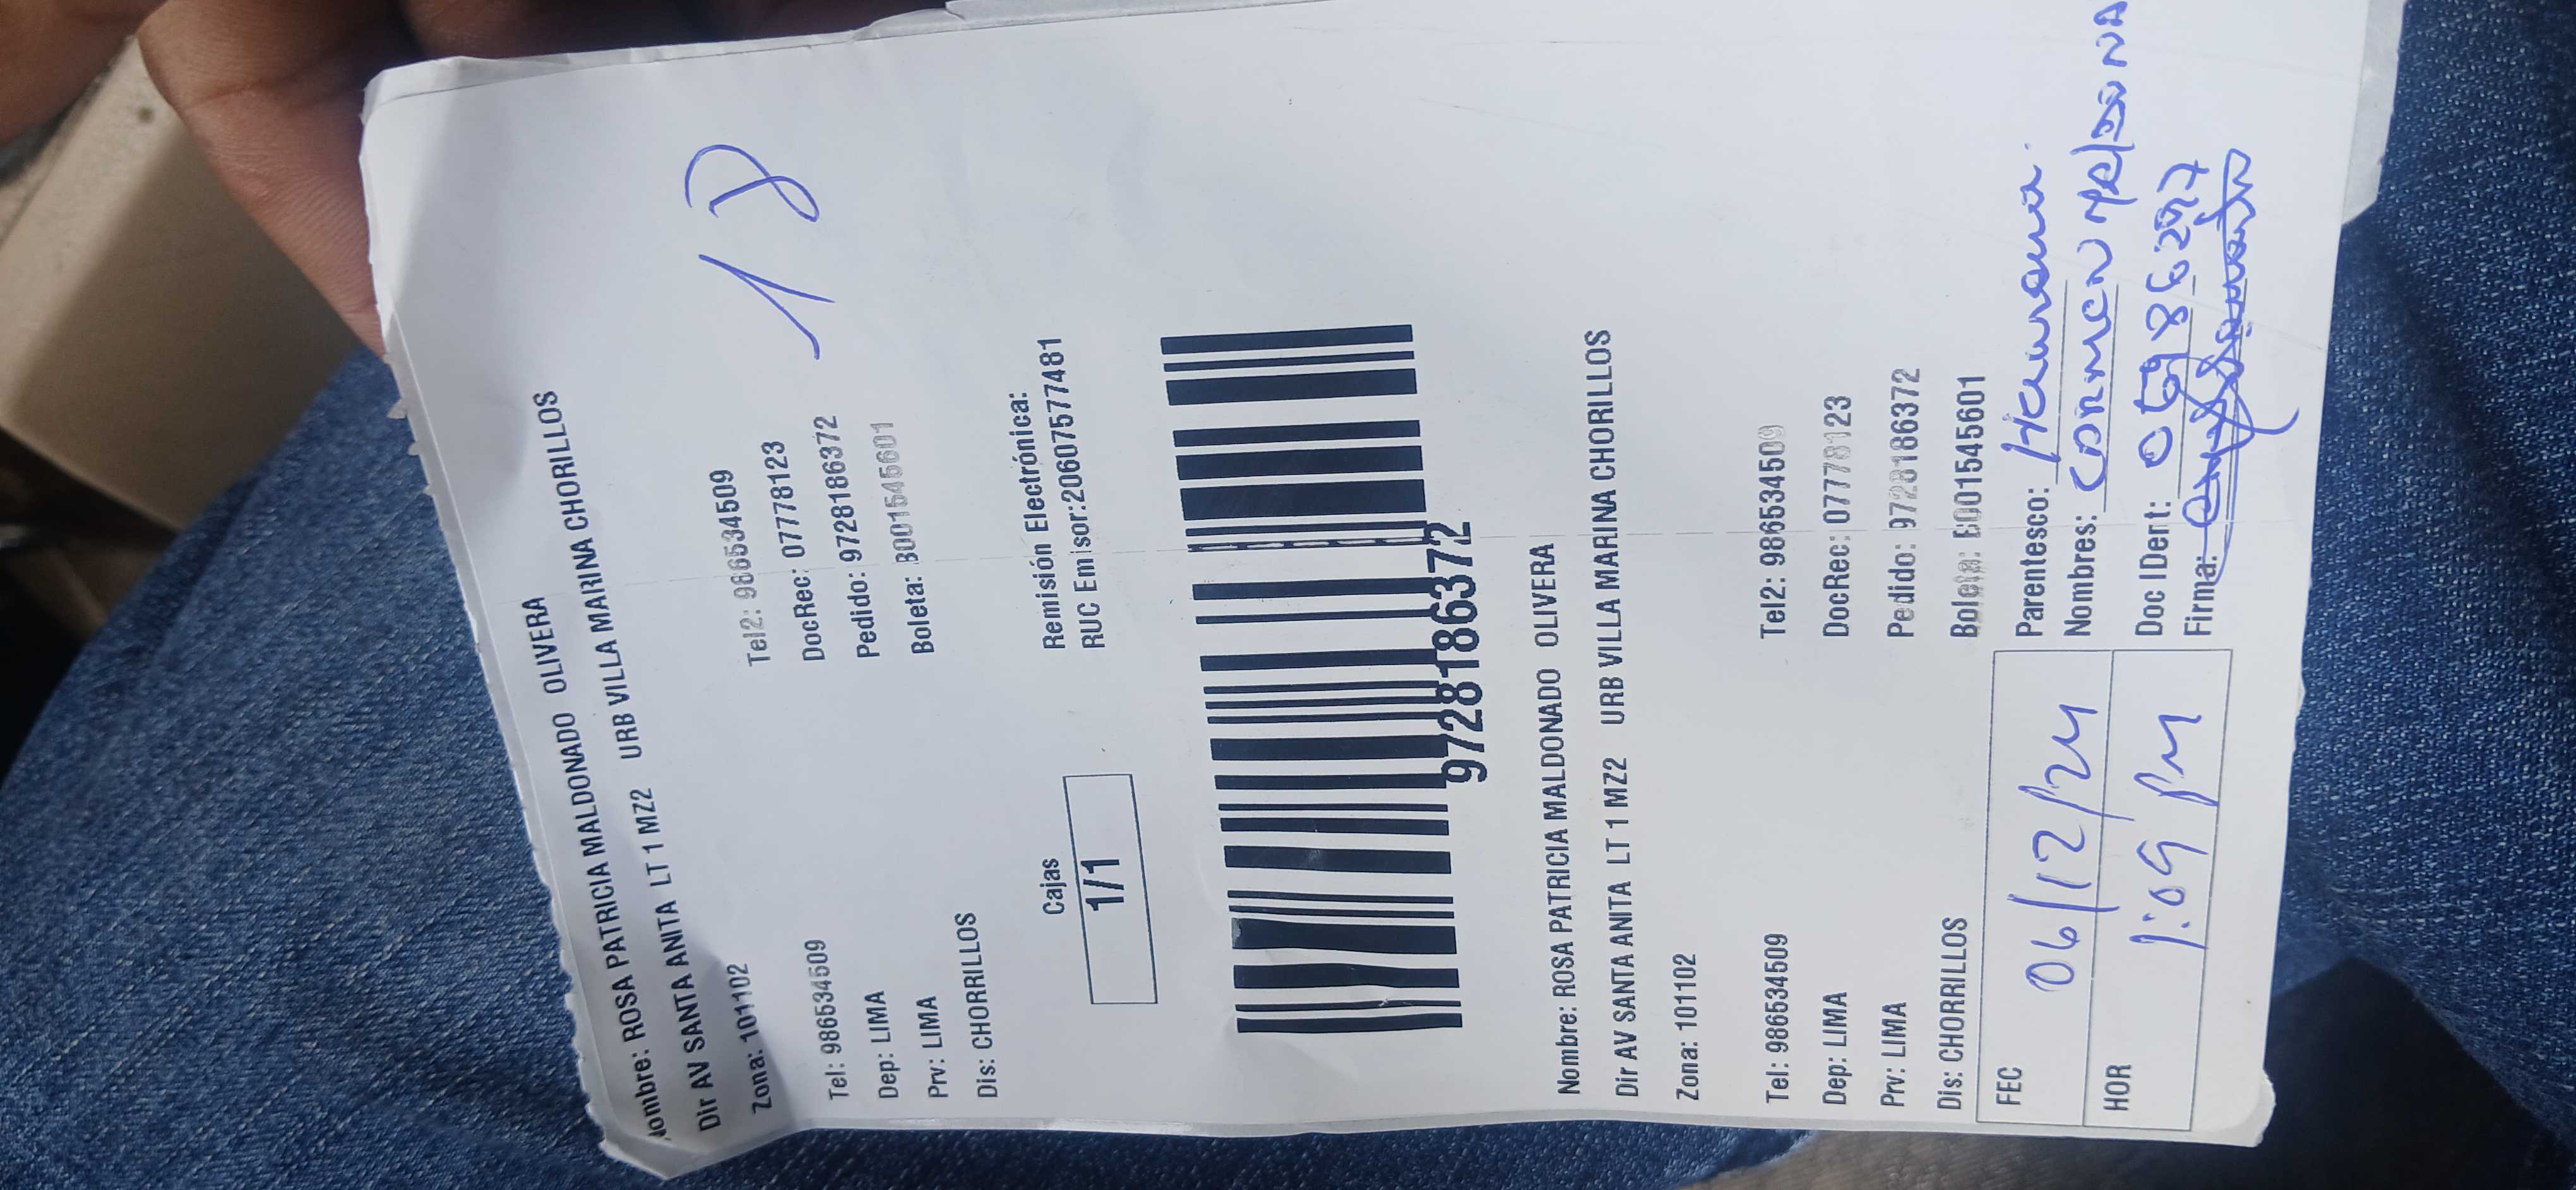 Nombre: ROSA PATRICIA MALDONADO OLIVERA
Dir AV SANTA ANITA LT 1 MZ2 URB VILLA MARINA CHORILLOS
Zona: 101102
18
Tel: 986534509 Tel2: 986534509
Dep: LIMA DocRec: 07778123
Prv: LIMA Pedido: 9728186372
Dis: CHORRILLOS Boleta: B001545601
Cajas Remisión Electrónica:
1/1 RUC Emisor:20607577481
9728186372
Nombre: ROSA PATRICIA MALDONADO OLIVERA
Dir AV SANTA ANITA LT 1 MZ2 URB VILLA MARINA CHORILLOS
Zona: 101102
Tel: 986534509 Tel2: 986534509
Dep: LIMA DocRec: 07778123
Prv: LIMA Pedido: 9728186372
Dis: CHORRILLOS Boleta: B001545601
FEC 06/12/24 Parentesco: Hermana.
Nombres: Carmen
HOR 1:09 PM Doc IDent:
Firma: